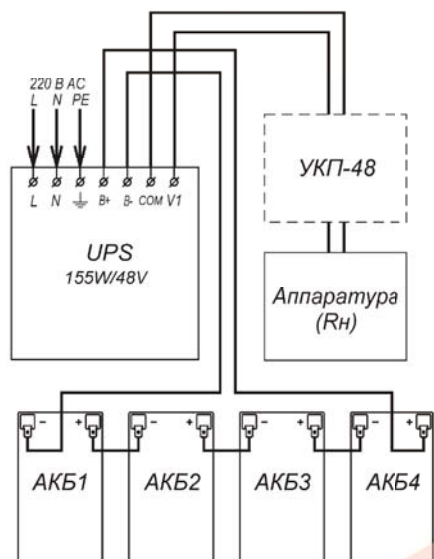 220 В АС
L N PE
L N B+ B- COM V1
UPS
155W/48V
УКП-48
Аппаратура
(Rн)
- + - + - + - +
АКБ1 АКБ2 АКБ3 АКБ4